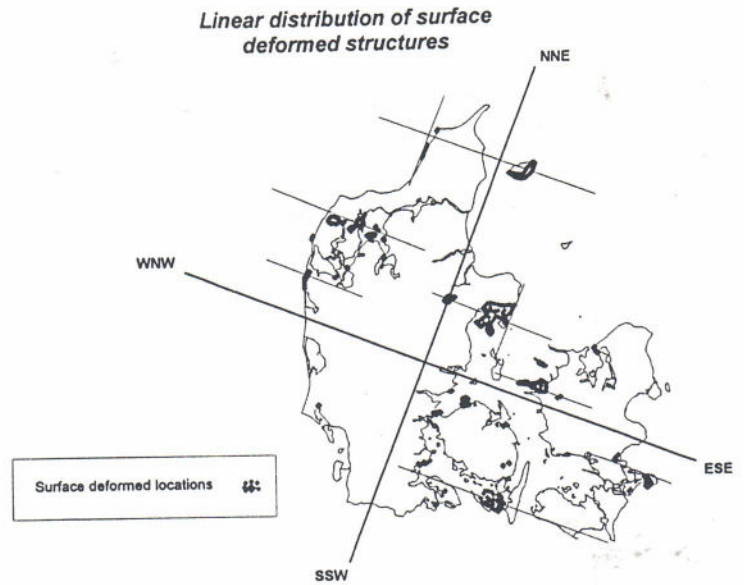 Linear distribution of surface
deformed structures
NNE
WNW
ESE
Surface deformed locations
SSW